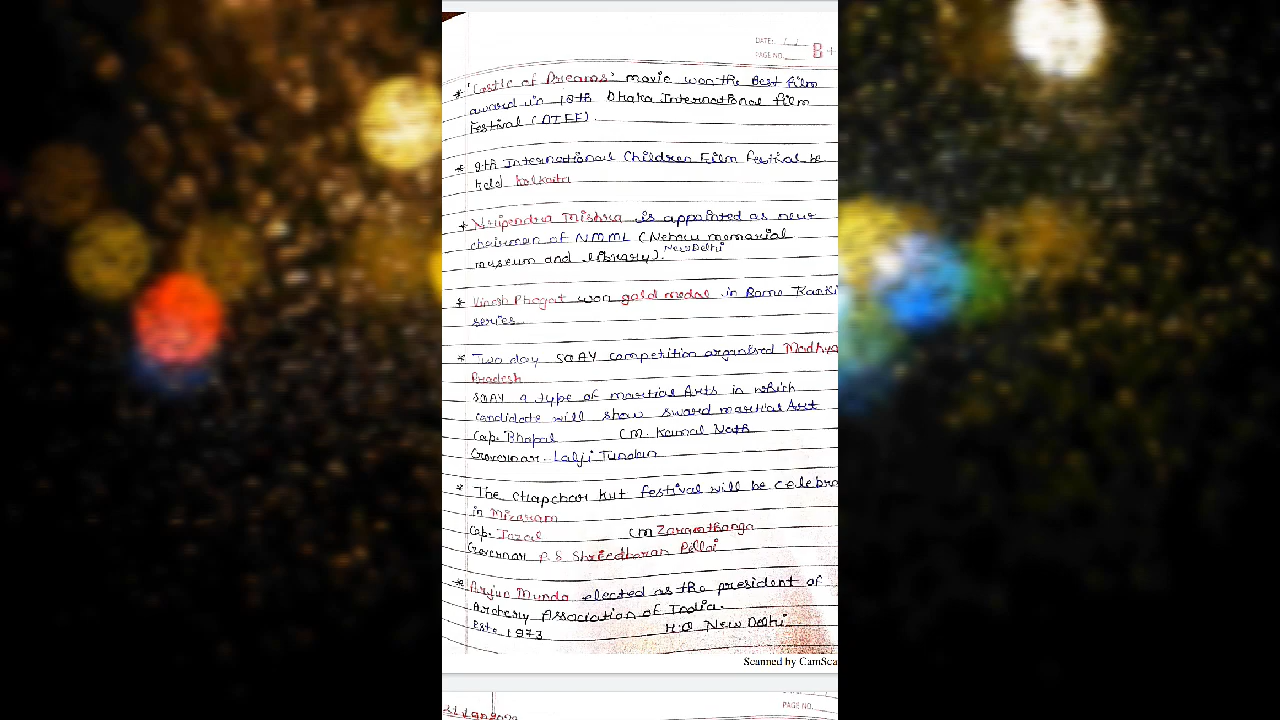 DATE:
PAGE NO.
* 'Castle of Dreams' movie won the Best film
award in 18th Dhaka International film
Festival (DIFF).
* 9th International Children Film festival to
held Kolkata
* Nripendra Mishra is appointed as new
chairman of NMML (Nehru memorial
museum and library). New Delhi
* Vinesh Phogat won gold medal in Rome Ranki
series
* Two day SQAY competition organised Madhya
Pradesh
SQAY a type of martial Arts in which
candidate will show sword martial Art
Cap. Bhopal CM. Kamal Nath
Governor. Lalji Tundun
* The chapchar kut festival will be celebra
in Mizoram
Cap. CM Zoramthanga
Governor P. S Shreedharan Pillai
* Arjun Munda elected as the president of
Archery Association of India.
Estd. 1973 H.Q New Delhi
Scanned by CamSca
PAGE NO.